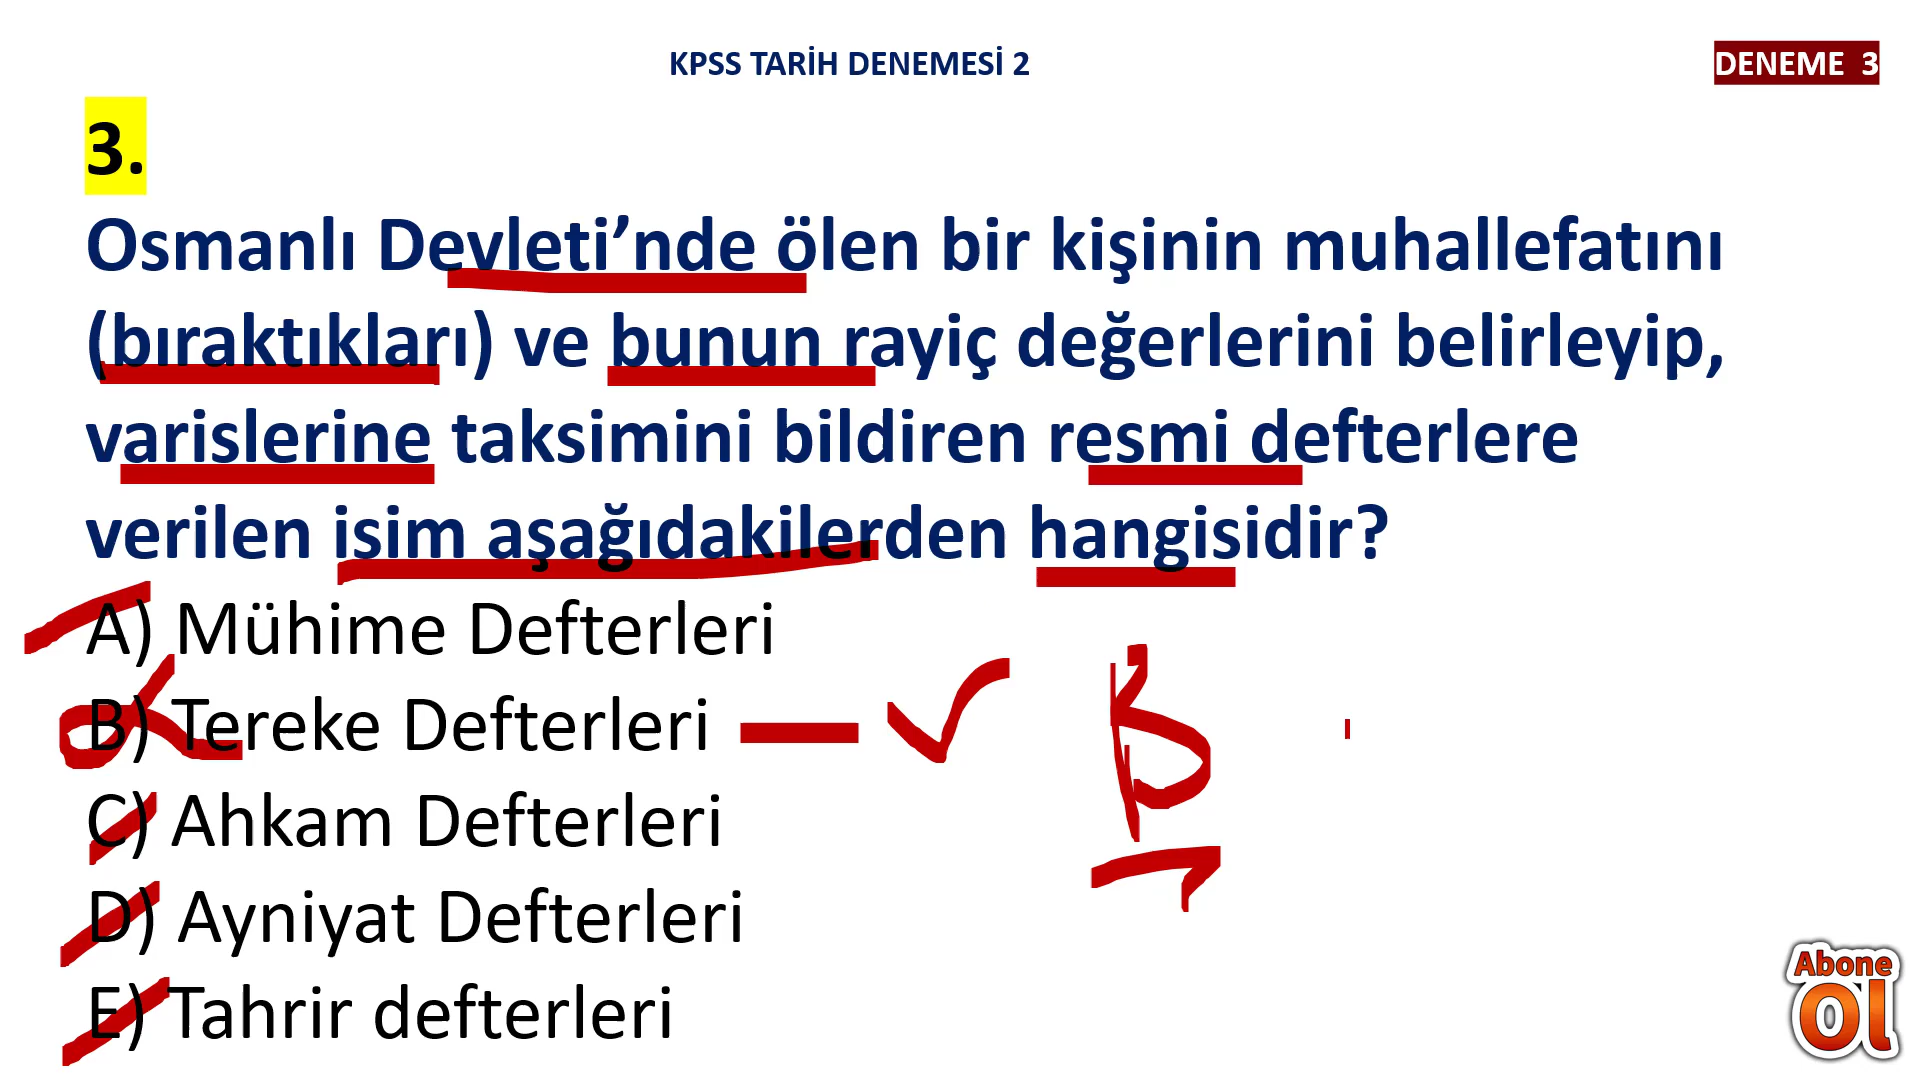 KPSS TARİH DENEMESİ 2
DENEME 3
3.
Osmanlı Devleti’nde ölen bir kişinin muhallefatını
(bıraktıkları) ve bunun rayiç değerlerini belirleyip,
varislerine taksimini bildiren resmi defterlere
verilen isim aşağıdakilerden hangisidir?
A) Mühime Defterleri
B) Tereke Defterleri
B
C) Ahkam Defterleri
D) Ayniyat Defterleri
E) Tahrir defterleri
Abone
ol